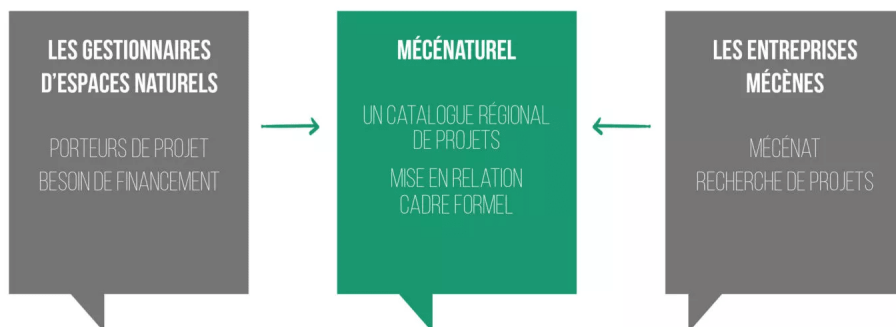 LES GESTIONNAIRES
D'ESPACES NATURELS
PORTEURS DE PROJET
BESOIN DE FINANCEMENT
MÉCÉNATUREL
UN CATALOGUE RÉGIONAL
DE PROJETS
MISE EN RELATION
CADRE FORMEL
LES ENTREPRISES
MÉCÈNES
MÉCÉNAT
RECHERCHE DE PROJETS